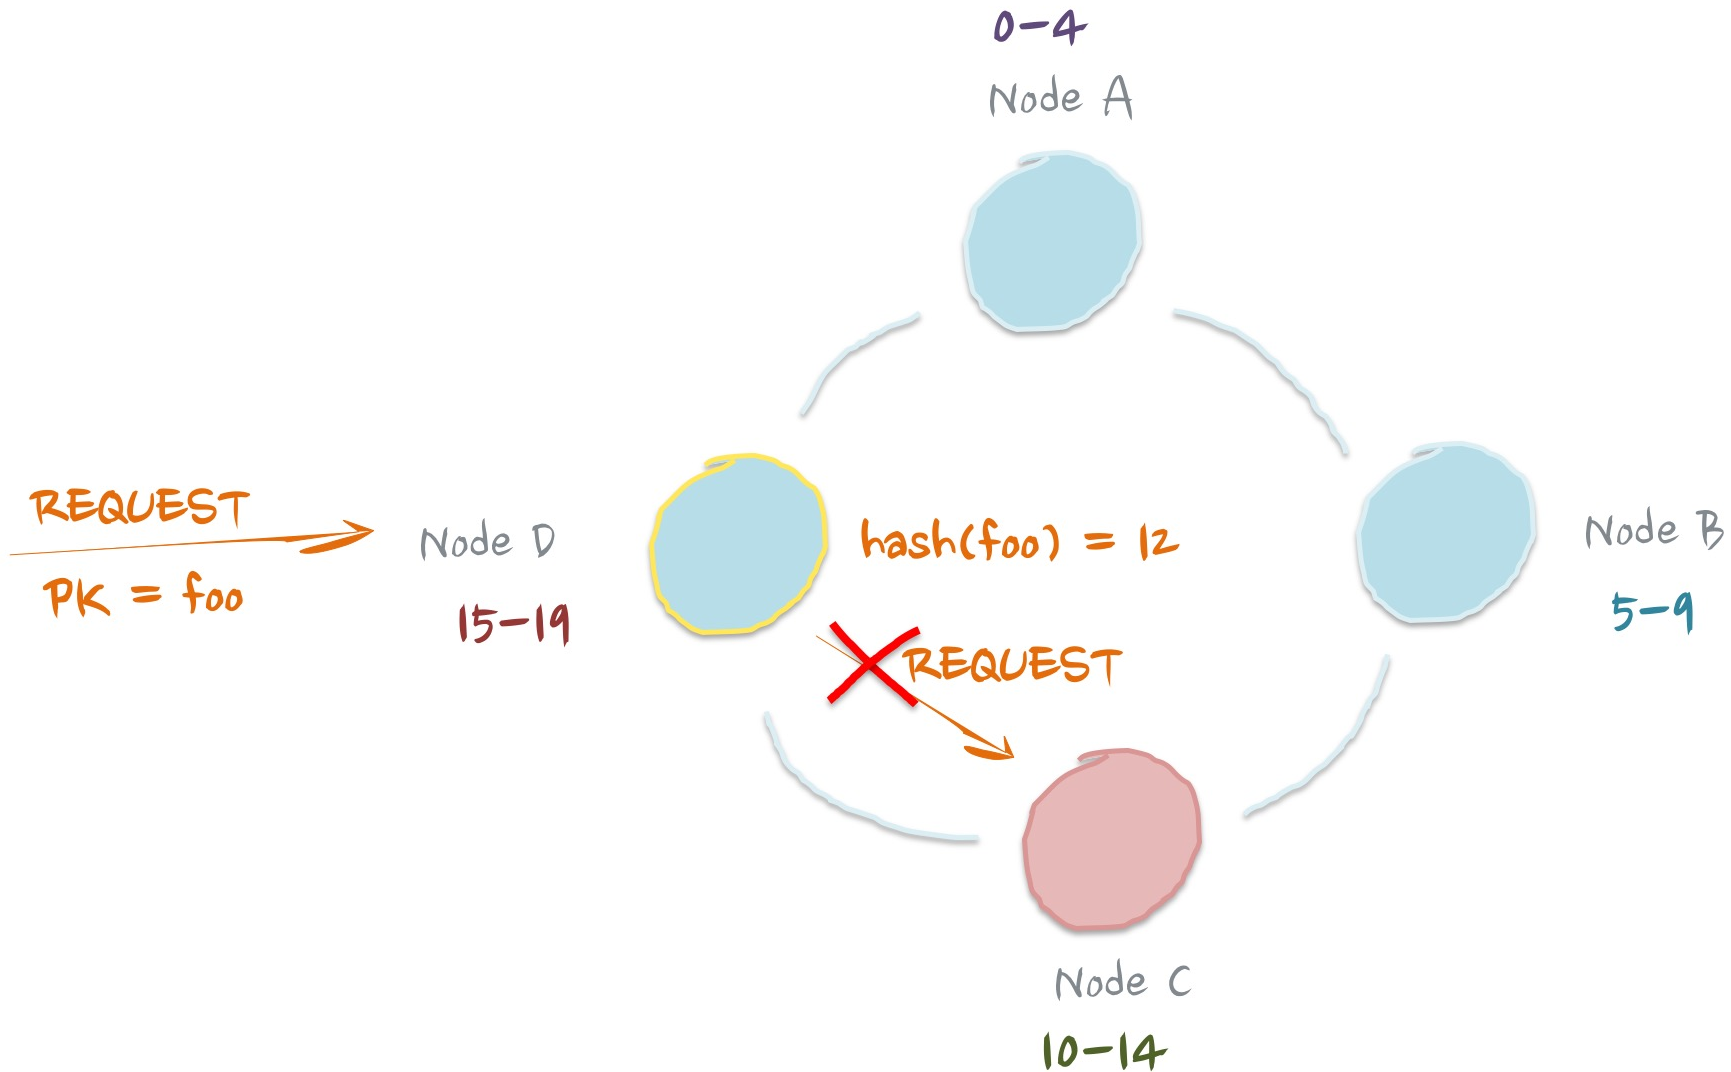 0-4
Node A
REQUEST
PK = foo
Node D
15-19
hash(foo) = 12
Node B
5-9
REQUEST
Node C
10-14